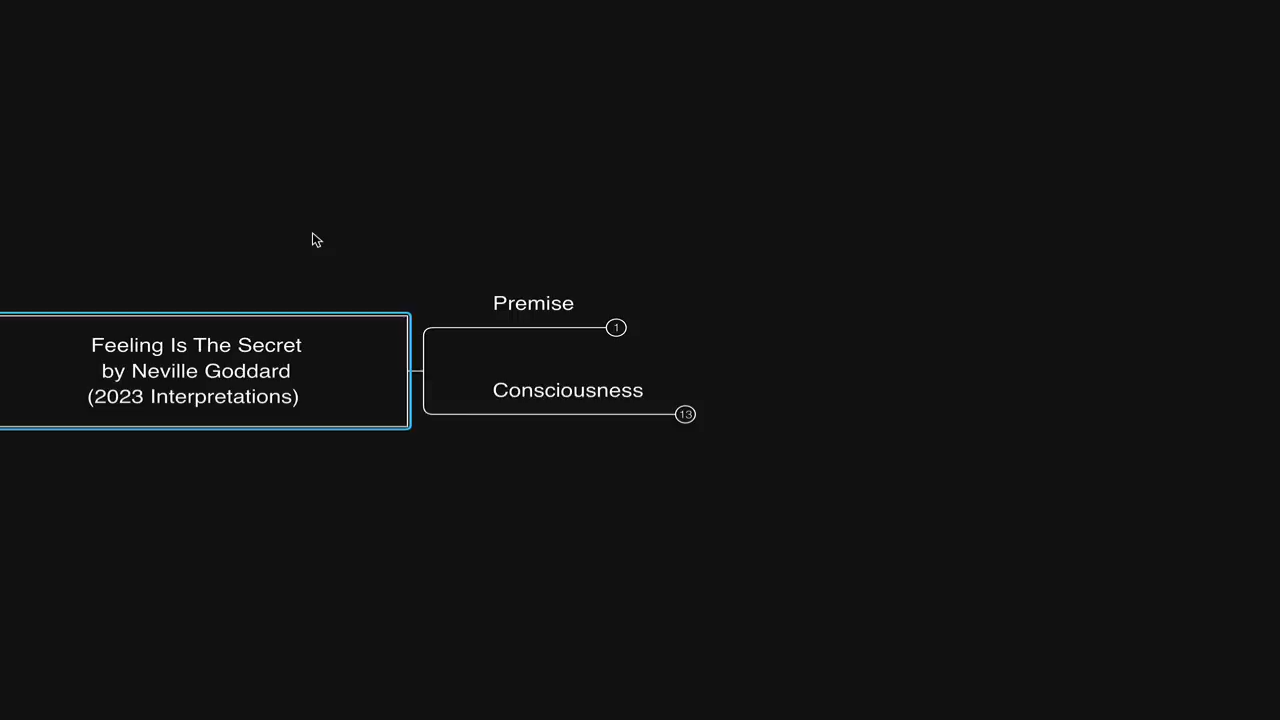 Feeling Is The Secret
by Neville Goddard
(2023 Interpretations)
Premise
1
Consciousness
13